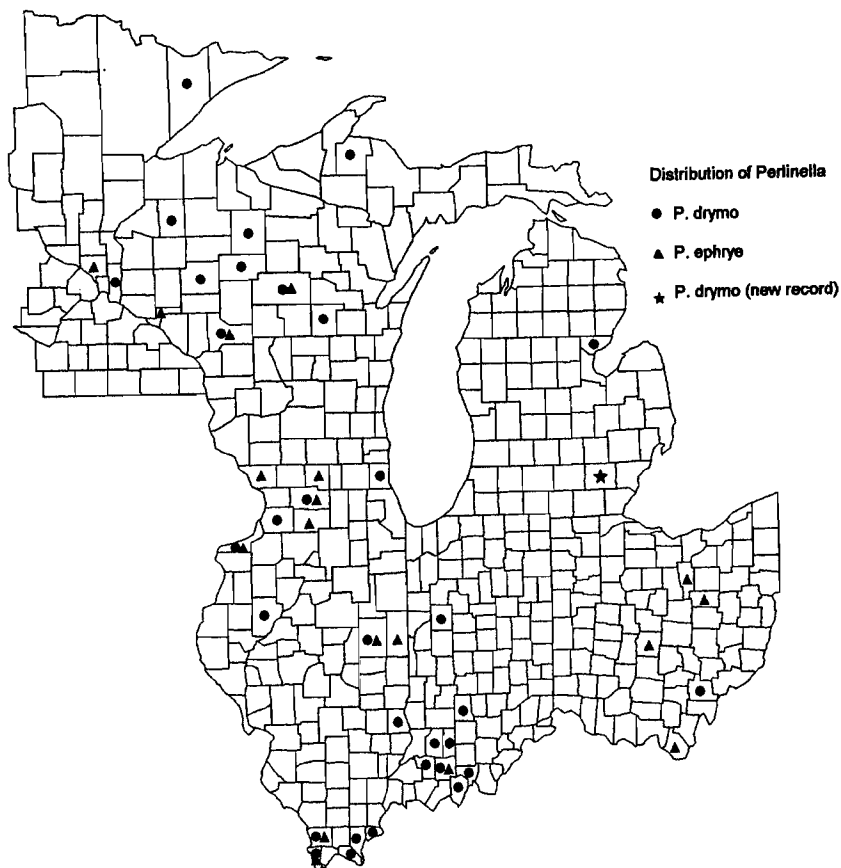 Distribution of Perlinella
P. drymo
P. ephrye
P. drymo (new record)